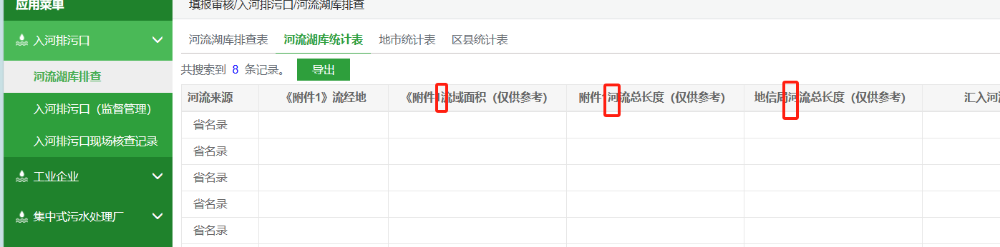 应用菜单
填报审核/入河排污口/河流湖库排查
入河排污口
河流湖库排查
入河排污口（监督管理）
入河排污口现场核查记录
工业企业
集中式污水处理厂
河流湖库排查表 河流湖库统计表 地市统计表 区县统计表
共搜索到 8 条记录。 导出
河流来源 《附件1》流经地 《附件1流域面积（仅供参考） 附件1河流总长度（仅供参考） 地信局河流总长度（仅供参考） 汇入河
省名录
省名录
省名录
省名录
省名录